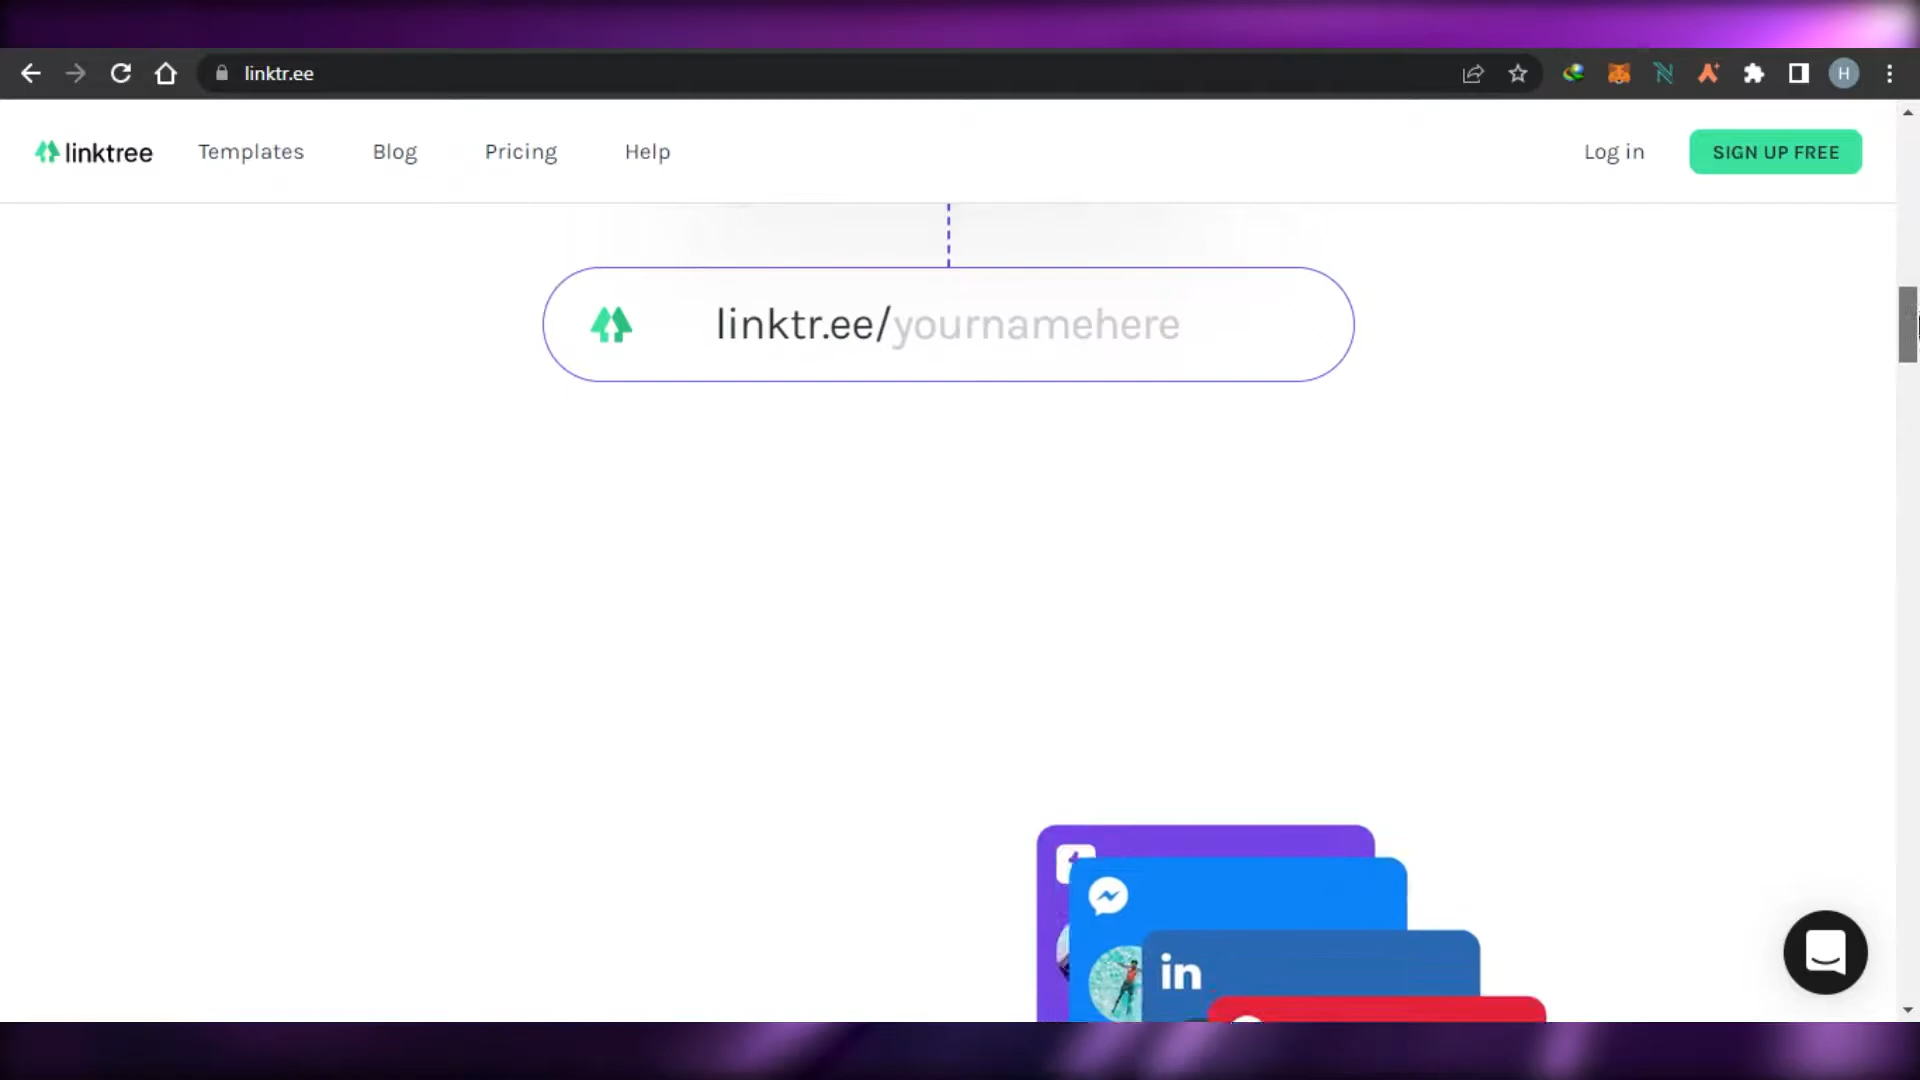 linktr.ee
H
linktree
Templates
Blog
Pricing
Help
Log in
SIGN UP FREE
linktr.ee/yournamehere
in